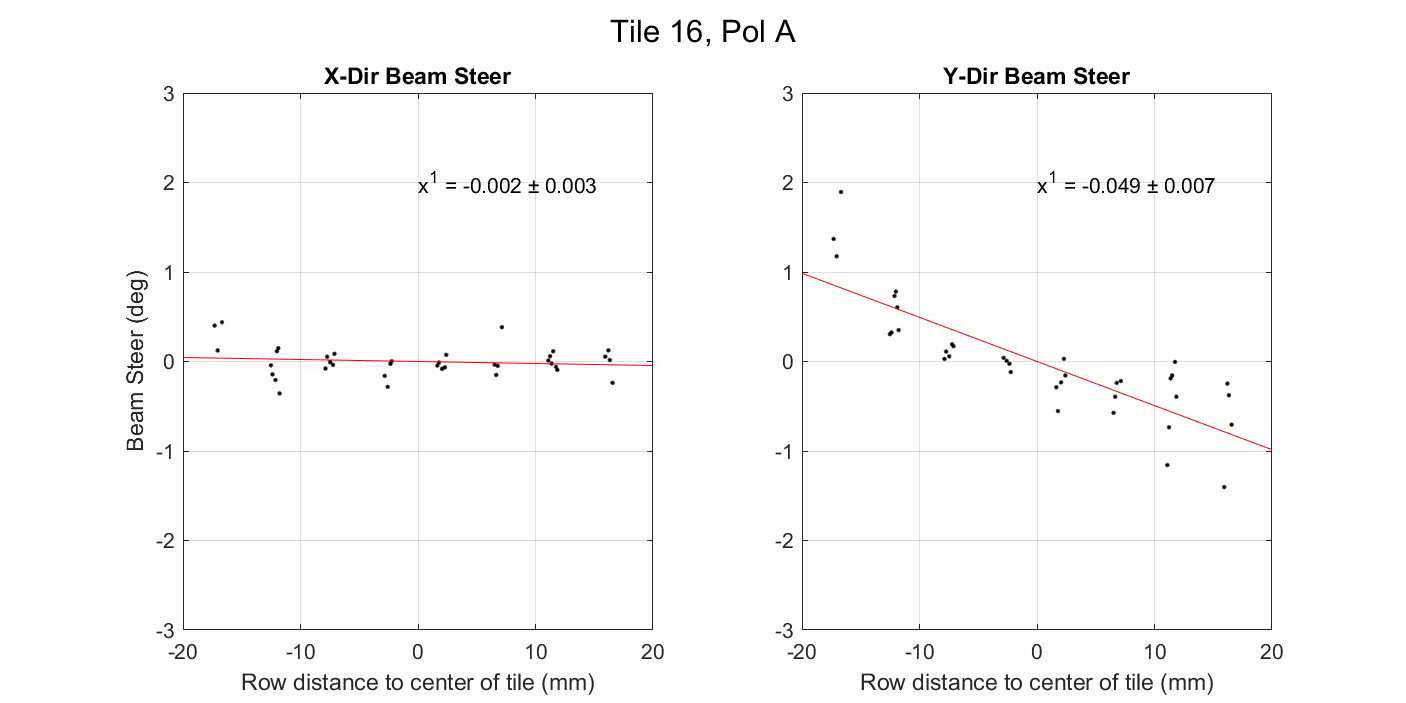 Tile 16, Pol A
X-Dir Beam Steer
3
2
1
0
-1
-2
-3
Beam Steer (deg)
x^1 = -0.002 ± 0.003
-20 -10 0 10 20
Row distance to center of tile (mm)
Y-Dir Beam Steer
3
2
1
0
-1
-2
-3
x^1 = -0.049 ± 0.007
-20 -10 0 10 20
Row distance to center of tile (mm)